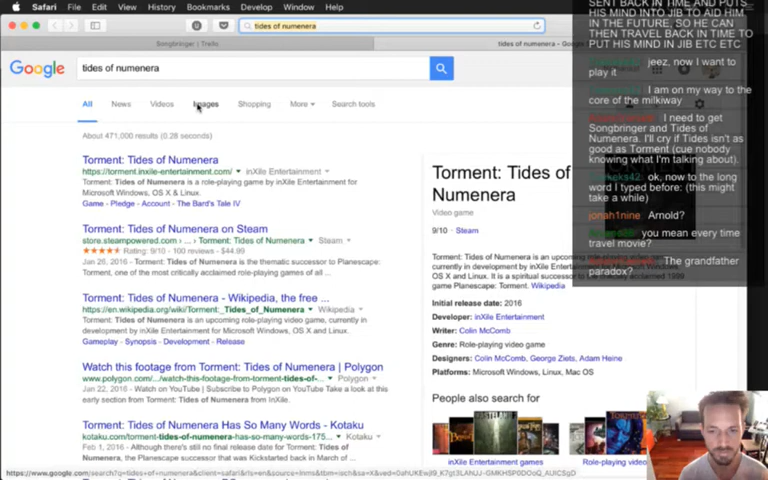 Safari File Edit View History Bookmarks Develop Window Help
tides of numenera
Songbringer | Trello
tides of numenera - Google
Google
tides of numenera
All News Videos Images Shopping More Search tools
About 471,000 results (0.28 seconds)
Torment: Tides of Numenera
https://torment.inxile-entertainment.com/ inXile Entertainment
Torment: Tides of Numenera is a role-playing game by inXile Entertainment for
Microsoft Windows, OS X & Linux.
Game - Pledge - Account - The Bard's Tale IV
Torment: Tides of Numenera on Steam
store.steampowered.com › ... › Torment: Tides of Numenera Steam
Rating: 9/10 - 100 reviews - $44.99
Jan 26, 2016 - Torment: Tides of Numenera is the thematic successor to Planescape:
Torment, one of the most critically acclaimed role-playing games of all ...
Torment: Tides of Numenera - Wikipedia, the free ...
https://en.wikipedia.org/wiki/Torment:_Tides_of_Numenera Wikipedia
Torment: Tides of Numenera is an upcoming role-playing video game, currently in
development by inXile Entertainment for Microsoft Windows, OS X and Linux.
Gameplay - Synopsis - Development - Release
Watch this footage from Torment: Tides of Numenera | Polygon
www.polygon.com/.../watch-this-footage-from-torment-tides-of-... Polygon
Jan 22, 2016 - Watch on YouTube | Subscribe to Polygon on YouTube Take a look at this
early section from Torment: Tides of Numenera from InXile.
Torment: Tides of Numenera Has So Many Words - Kotaku
kotaku.com/torment-tides-of-numenera-has-so-many-words-175... Kotaku
Feb 1, 2016 - Although there's still no final release date for Torment: Tides of
Numenera, the Planescape successor that was Kickstarted back in March of ...
Torment: Tides of
Numenera
Video game
9/10 - Steam
Torment: Tides of Numenera is an upcoming role-playing video game
currently in development by inXile Entertainment for Microsoft Windows,
OS X and Linux. It is a spiritual successor to the critically acclaimed 1999
game Planescape: Torment. Wikipedia
Initial release date: 2016
Developer: inXile Entertainment
Writer: Colin McComb
Genre: Role-playing video game
Designers: Colin McComb, George Ziets, Adam Heine
Platforms: Microsoft Windows, Linux, Mac OS
People also search for
inXile Entertainment games
Role-playing video
SENT BACK IN TIME AND PUTS
HIS MIND INTO JIB TO AID HIM
IN THE FUTURE, SO HE CAN
THEN TRAVEL BACK IN TIME TO
PUT HIS MIND IN JIB ETC ETC
jeez, now I want to
play it
I am on my way to the
core of the milkiway
I need to get
Songbringer and Tides of
Numenera. I'll cry if Tides isn't as
good as Torment (cue nobody
knowing what I'm talking about).
ok, now to the long
word I typed before: (this might
take a while)
jonah1nine Arnold?
you mean every time
travel movie?
The grandfather
paradox?